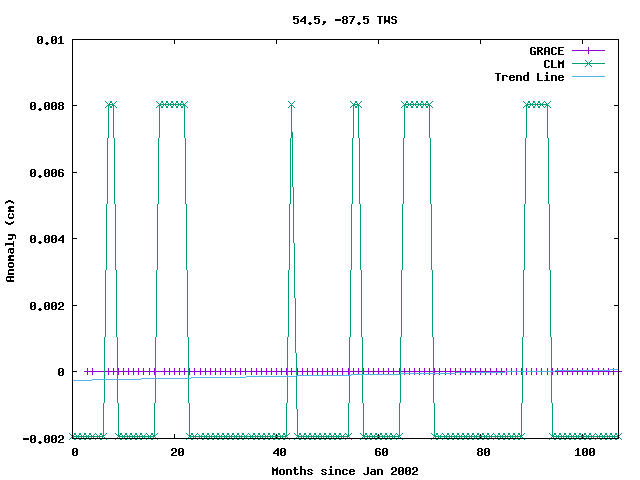 54.5, -87.5 TWS
0.01
GRACE
CLM
Trend Line
0.008
0.006
0.004
0.002
0
-0.002
Anomaly (cm)
0 20 40 60 80 100
Months since Jan 2002